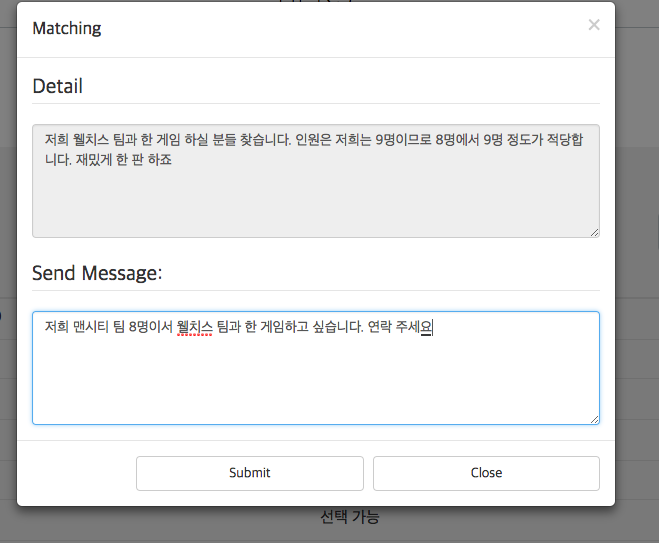 Matching
×
Detail
저희 웰치스 팀과 한 게임 하실 분들 찾습니다. 인원은 저희는 9명이므로 8명에서 9명 정도가 적당합
니다. 재밌게 한 판 하죠
Send Message:
저희 맨시티 팀 8명이서 웰치스 팀과 한 게임하고 싶습니다. 연락 주세요
Submit
Close
선택 가능